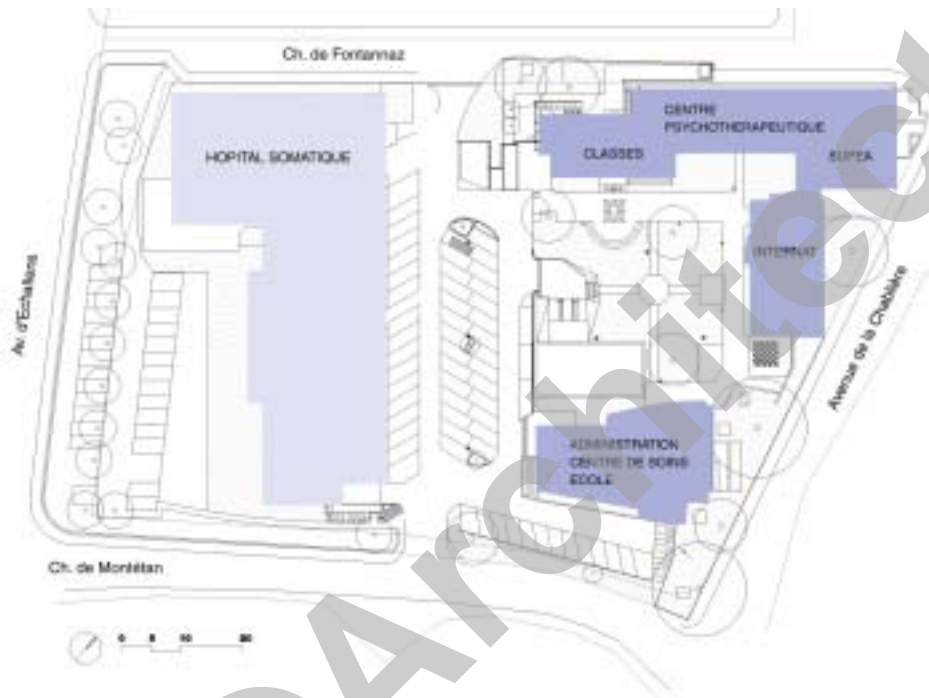 Ch. de Fontannaz
HOPITAL SOMATIQUE
CENTRE
PSYCHOTHERAPEUTIQUE
CLASSES
SUPEA
INTERNAT
Av. d'Echallens
Avenue de la Chablière
ADMINISTRATION
CENTRE DE SOINS
ECOLE
Ch. de Montétan
0 5 10 20
Architect